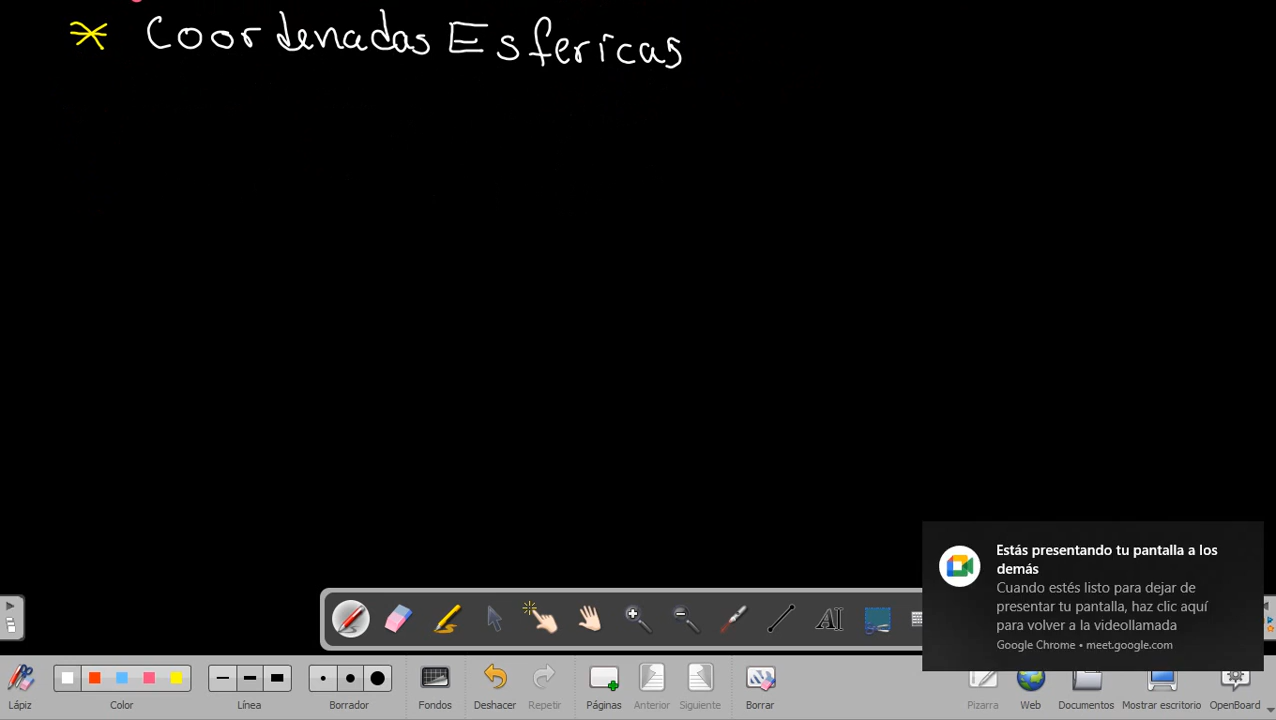 * Coordenadas Esfericas
Estás presentando tu pantalla a los
demás
Cuando estés listo para dejar de
presentar tu pantalla, haz clic aquí
para volver a la videollamada
Google Chrome • meet.google.com
Lápiz
Color
Línea
Borrador
Fondos
Deshacer
Repetir
Páginas
Anterior
Siguiente
Borrar
Pizarra
Web
Documentos
Mostrar escritorio
OpenBoard